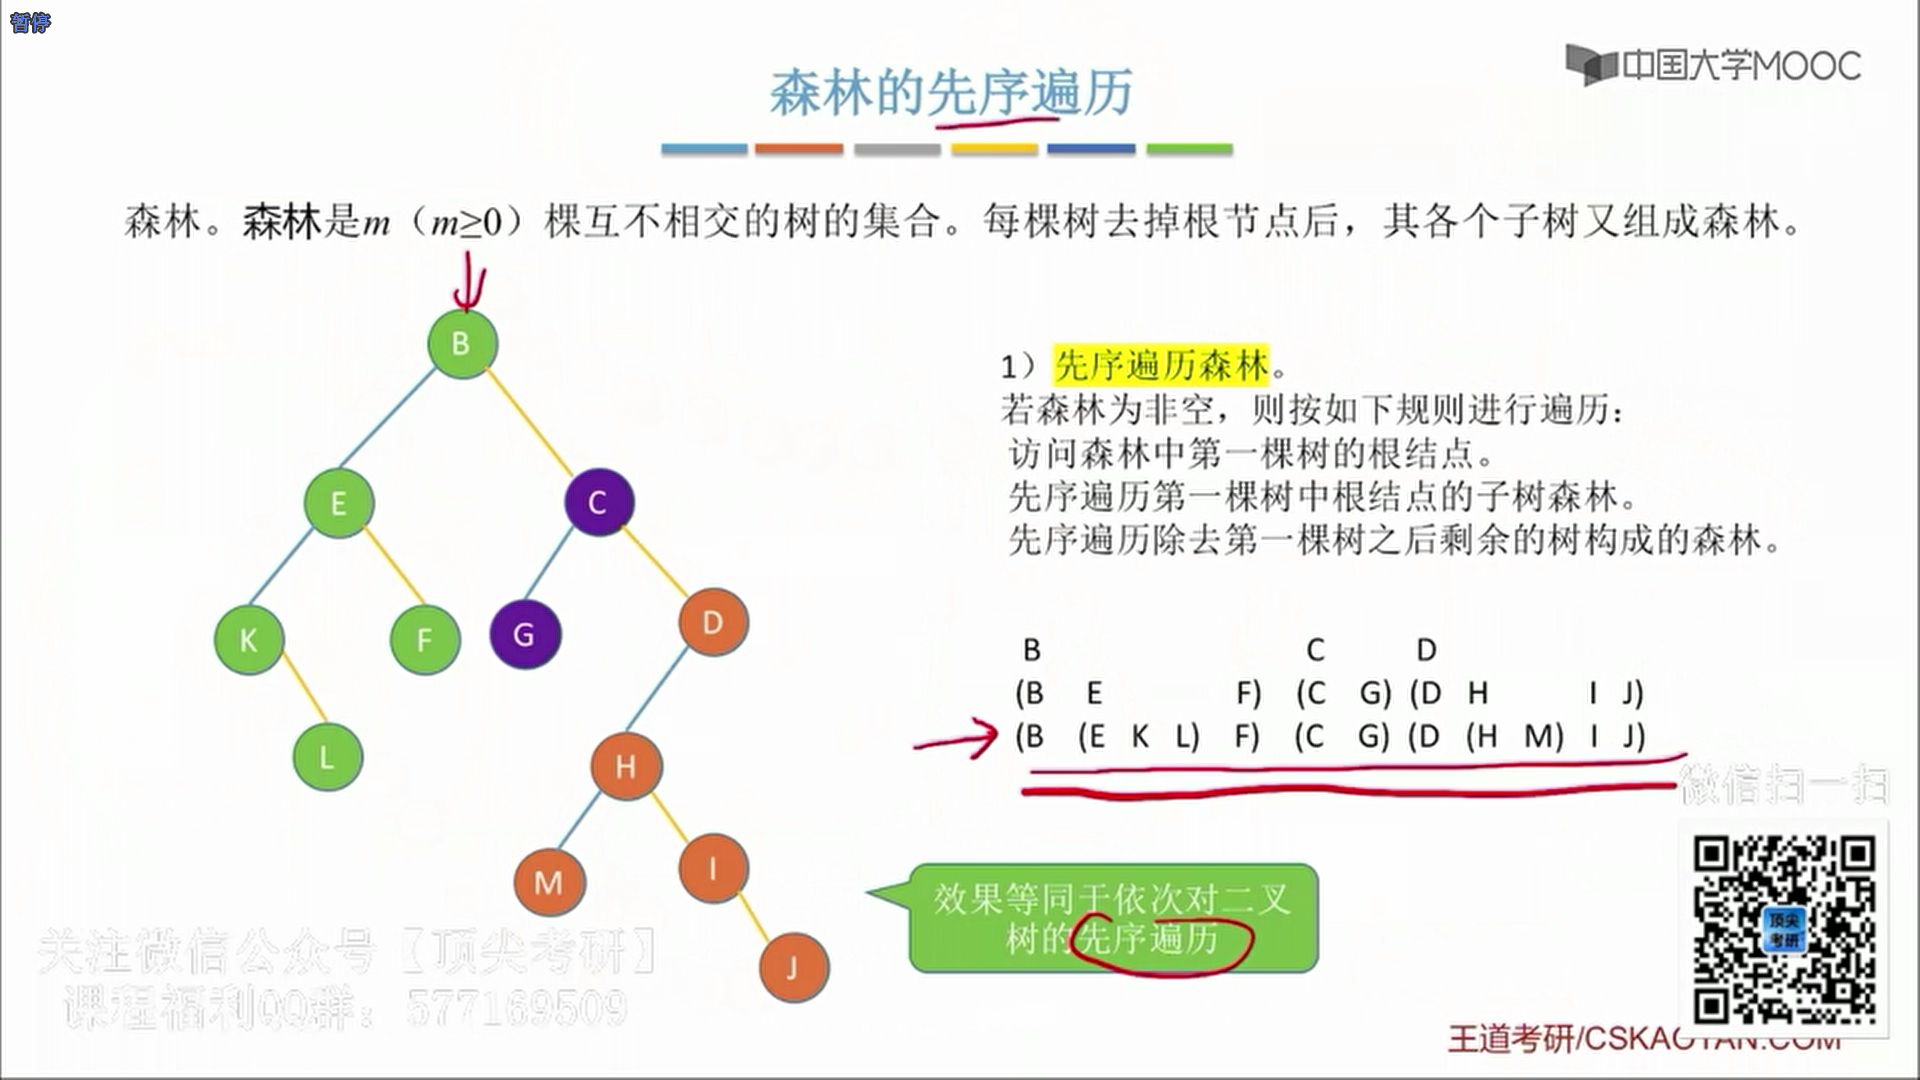 暂停
中国大学MOOC
森林的先序遍历
森林。森林是m（m≥0）棵互不相交的树的集合。每棵树去掉根节点后，其各个子树又组成森林。
B
E
C
K
F
G
D
L
H
M
I
J
1）先序遍历森林。
若森林为非空，则按如下规则进行遍历：
访问森林中第一棵树的根结点。
先序遍历第一棵树中根结点的子树森林。
先序遍历除去第一棵树之后剩余的树构成的森林。
B C D
(B E F) (C G) (D H I J)
(B (E K L) F) (C G) (D (H M) I J)
效果等同于依次对二叉
树的先序遍历
微信扫一扫
顶尖
考研
关注微信公众号【顶尖考研】
课程福利QQ群：577169509
王道考研/CSKAOYAN.COM